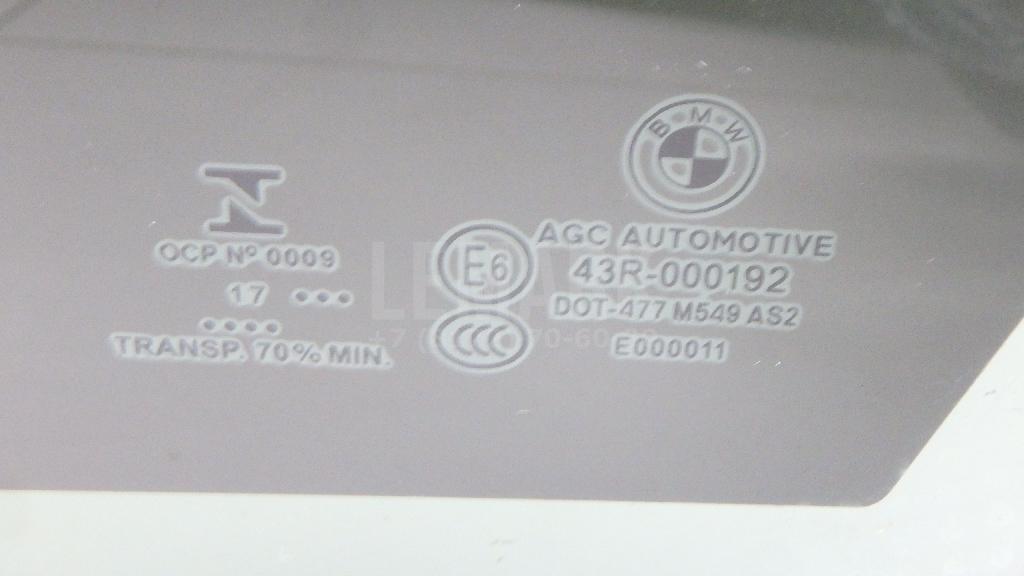 BMW
OCP Nº 0009
17 •••
••••
TRANSP. 70% MIN.
E6
CCC
AGC AUTOMOTIVE
43R-000192
DOT-477 M549 AS2
E000011